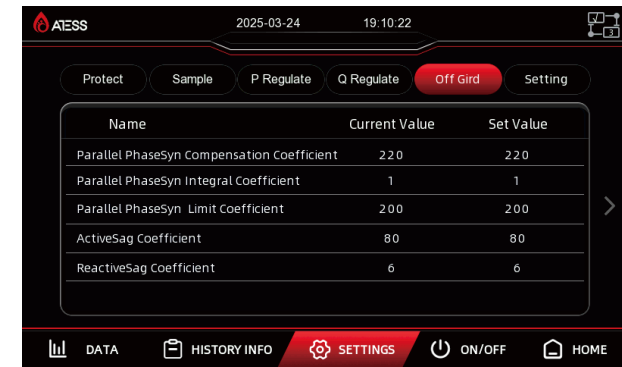 ATESS 2025-03-24 19:10:22
3
Protect Sample P Regulate Q Regulate Off Gird Setting
Name Current Value Set Value
Parallel PhaseSyn Compensation Coefficient 220 220
Parallel PhaseSyn Integral Coefficient 1 1
Parallel PhaseSyn Limit Coefficient 200 200
ActiveSag Coefficient 80 80
ReactiveSag Coefficient 6 6
DATA HISTORY INFO SETTINGS ON/OFF HOME